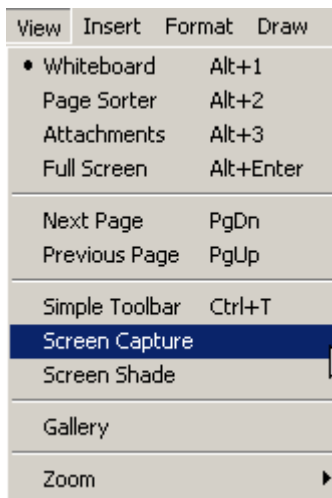 View Insert Format Draw
• Whiteboard Alt+1
Page Sorter Alt+2
Attachments Alt+3
Full Screen Alt+Enter
Next Page PgDn
Previous Page PgUp
Simple Toolbar Ctrl+T
Screen Capture
Screen Shade
Gallery
Zoom